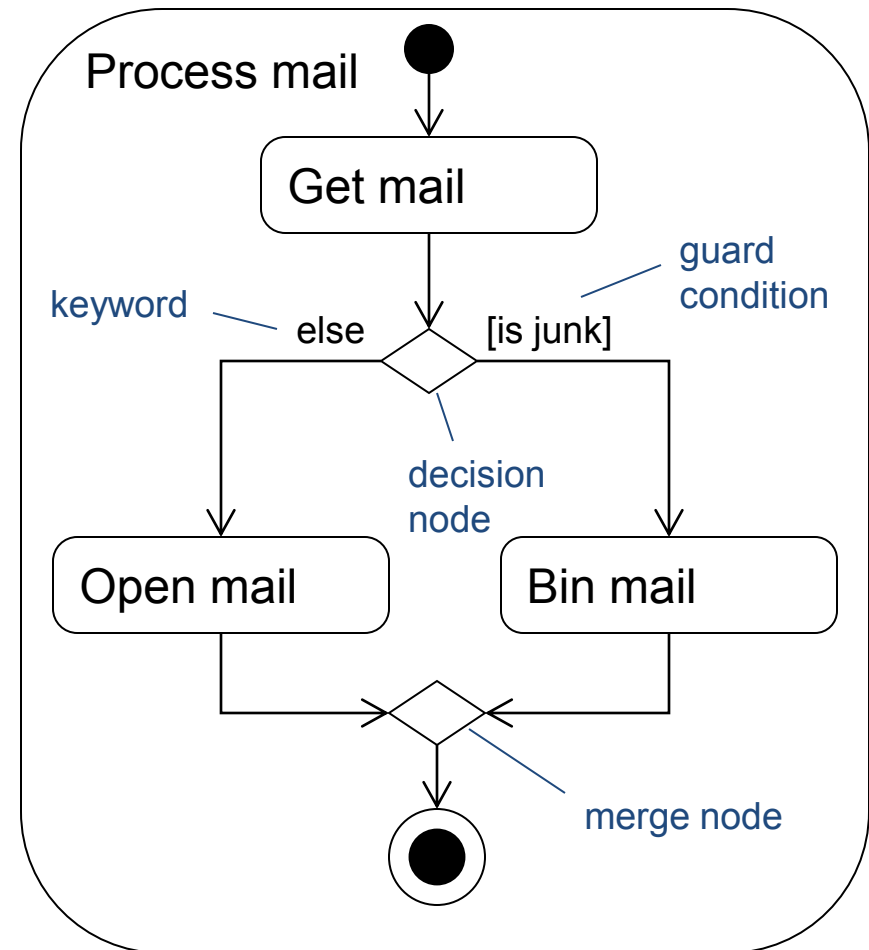 Process mail
Get mail
guard
condition
keyword
else
[is junk]
decision
node
Open mail
Bin mail
merge node